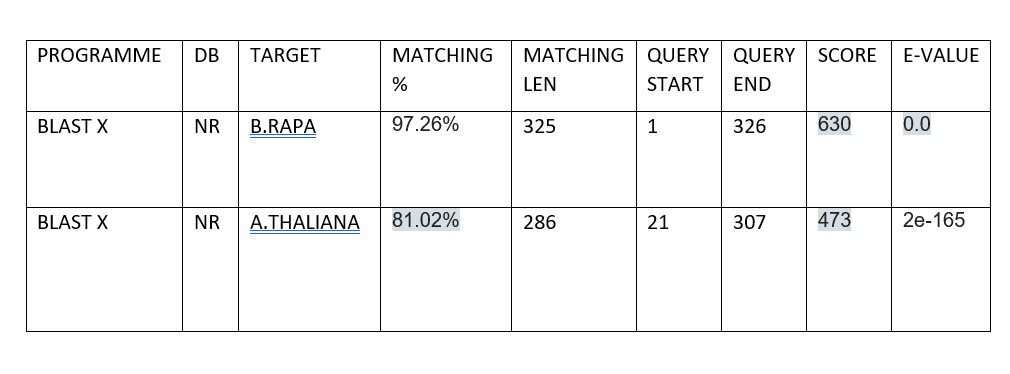 PROGRAMME DB TARGET MATCHING % MATCHING LEN QUERY START QUERY END SCORE E-VALUE
BLAST X NR B.RAPA 97.26% 325 1 326 630 0.0
BLAST X NR A.THALIANA 81.02% 286 21 307 473 2e-165